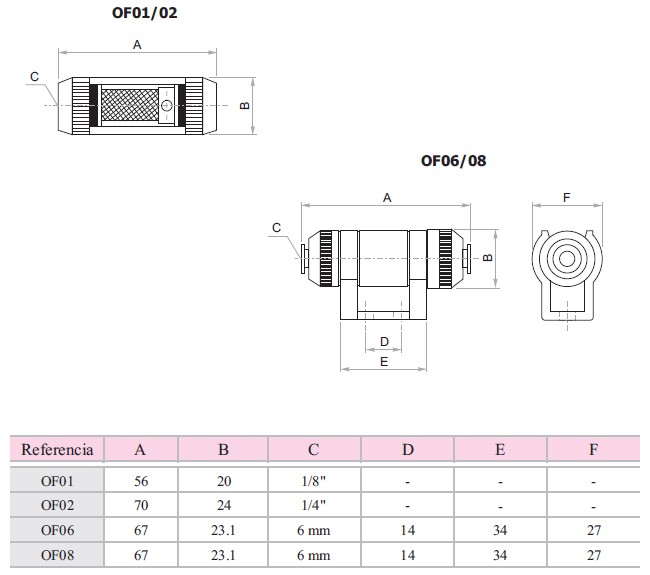 OF01/02
A
C
B
OF06/08
A
F
C
B
D
E
Referencia A B C D E F
OF01 56 20 1/8" - - -
OF02 70 24 1/4" - - -
OF06 67 23.1 6 mm 14 34 27
OF08 67 23.1 6 mm 14 34 27